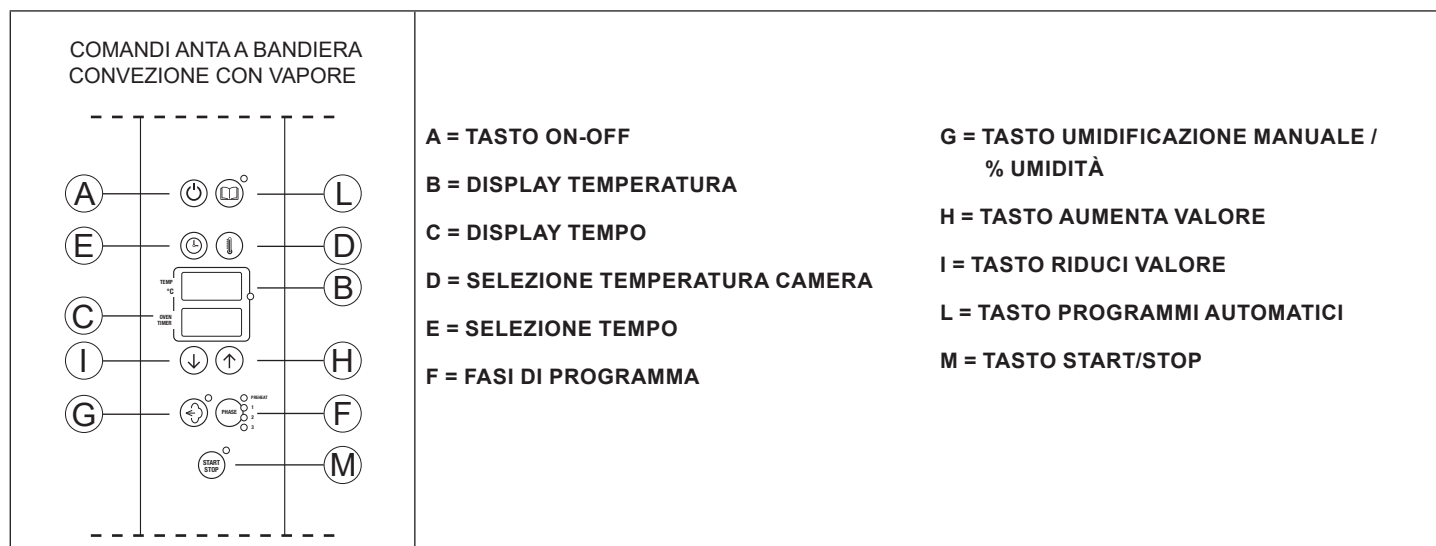 COMANDI ANTA A BANDIERA
CONVEZIONE CON VAPORE
A
L
E
D
TEMP
°C
B
C
OVEN
TIMER
I
H
G
PHASE
PREHEAT
1
2
3
F
START
STOP
M
A = TASTO ON-OFF
B = DISPLAY TEMPERATURA
C = DISPLAY TEMPO
D = SELEZIONE TEMPERATURA CAMERA
E = SELEZIONE TEMPO
F = FASI DI PROGRAMMA
G = TASTO UMIDIFICAZIONE MANUALE /
% UMIDITÀ
H = TASTO AUMENTA VALORE
I = TASTO RIDUCI VALORE
L = TASTO PROGRAMMI AUTOMATICI
M = TASTO START/STOP